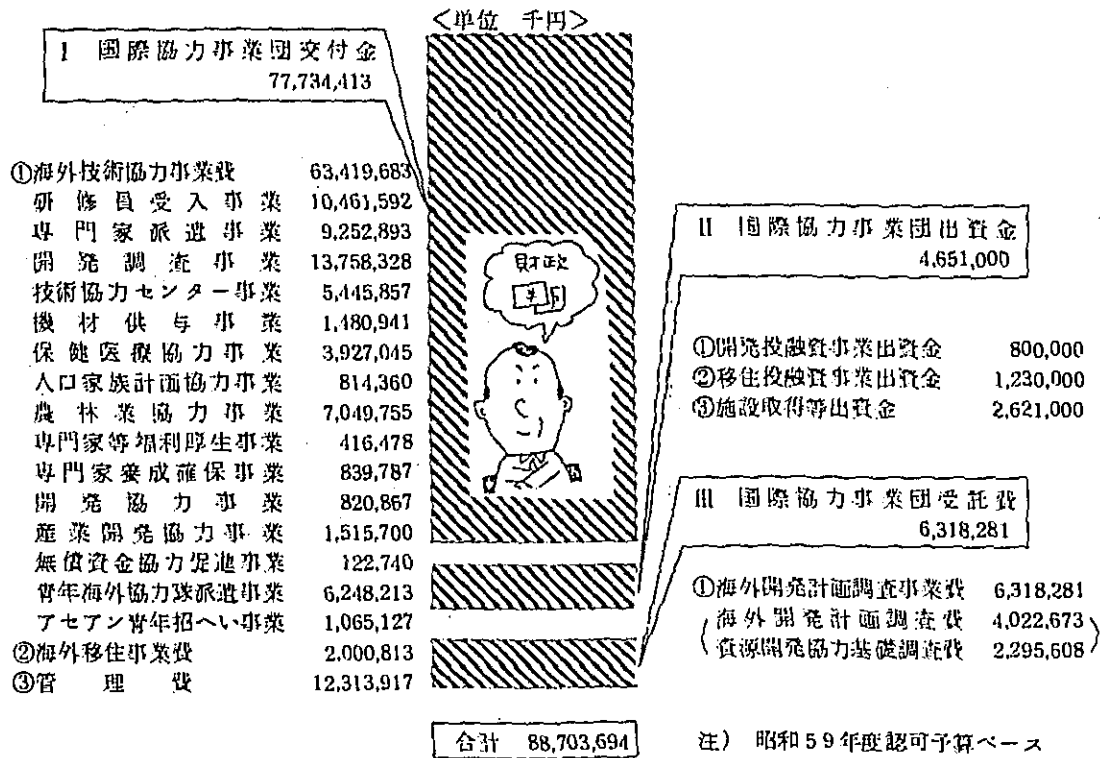 <単位 千円>
I 国際協力事業団交付金
77,734,413
①海外技術協力事業費 63,419,683
研修員受入事業 10,461,592
専門家派遣事業 9,252,893
開発調査事業 13,758,328
技術協力センター事業 5,445,857
機材供与事業 1,480,941
保健医療協力事業 3,927,045
人口家族計画協力事業 814,360
農林業協力事業 7,049,755
専門家等福利厚生事業 416,478
専門家養成確保事業 839,787
開発協力事業 820,867
産業開発協力事業 1,515,700
無償資金協力促進事業 122,740
青年海外協力隊派遣事業 6,248,213
アセアン青年招へい事業 1,065,127
②海外移住事業費 2,000,813
③管理費 12,313,917
財政
II 国際協力事業団出資金
4,651,000
①開発投融資事業出資金 800,000
②移住投融資事業出資金 1,230,000
③施設取得等出資金 2,621,000
III 国際協力事業団受託費
6,318,281
①海外開発計画調査事業費 6,318,281
(海外開発計画調査費 4,022,673
資源開発協力基礎調査費 2,295,608)
合計 88,703,694
注) 昭和59年度認可予算ベース